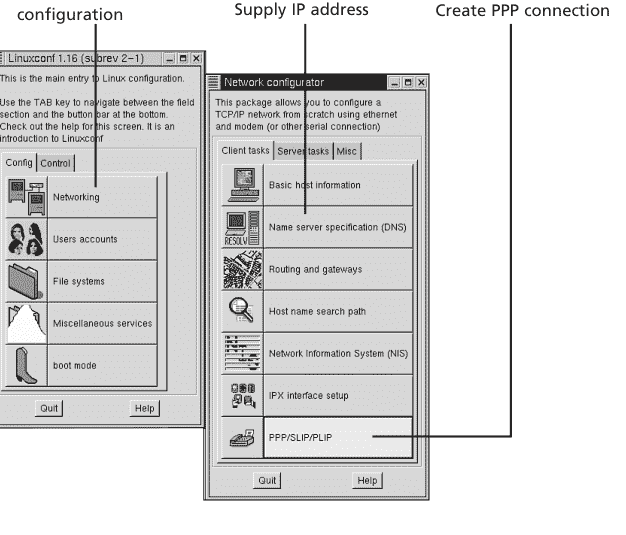 configuration
Supply IP address
Create PPP connection
Linuxconf 1.16 (subrev 2-1)
This is the main entry to Linux configuration.
Use the TAB key to navigate between the field
section and the button bar at the bottom.
Check out the help for this screen. It is an
introduction to Linuxconf
Config Control
Networking
Users accounts
File systems
Miscellaneous services
boot mode
Quit Help
Network configurator
This package allows you to configure a
TCP/IP network from scratch using ethernet
and modem (or other serial connection)
Client tasks Server tasks Misc
Basic host information
RESOLV
Name server specification (DNS)
Routing and gateways
Host name search path
Network Information System (NIS)
IPX interface setup
PPP/SLIP/PLIP
Quit Help